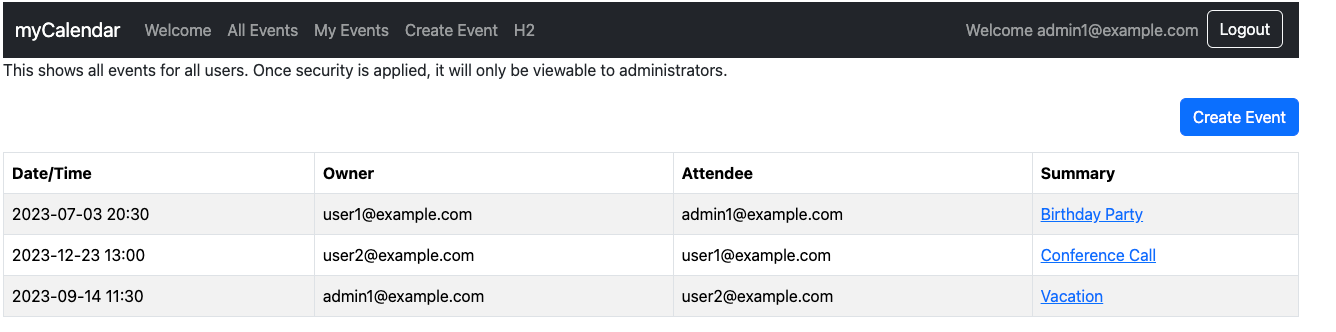 myCalendar Welcome All Events My Events Create Event H2 Welcome admin1@example.com Logout
This shows all events for all users. Once security is applied, it will only be viewable to administrators.
Create Event
Date/Time Owner Attendee Summary
2023-07-03 20:30 user1@example.com admin1@example.com Birthday Party
2023-12-23 13:00 user2@example.com user1@example.com Conference Call
2023-09-14 11:30 admin1@example.com user2@example.com Vacation